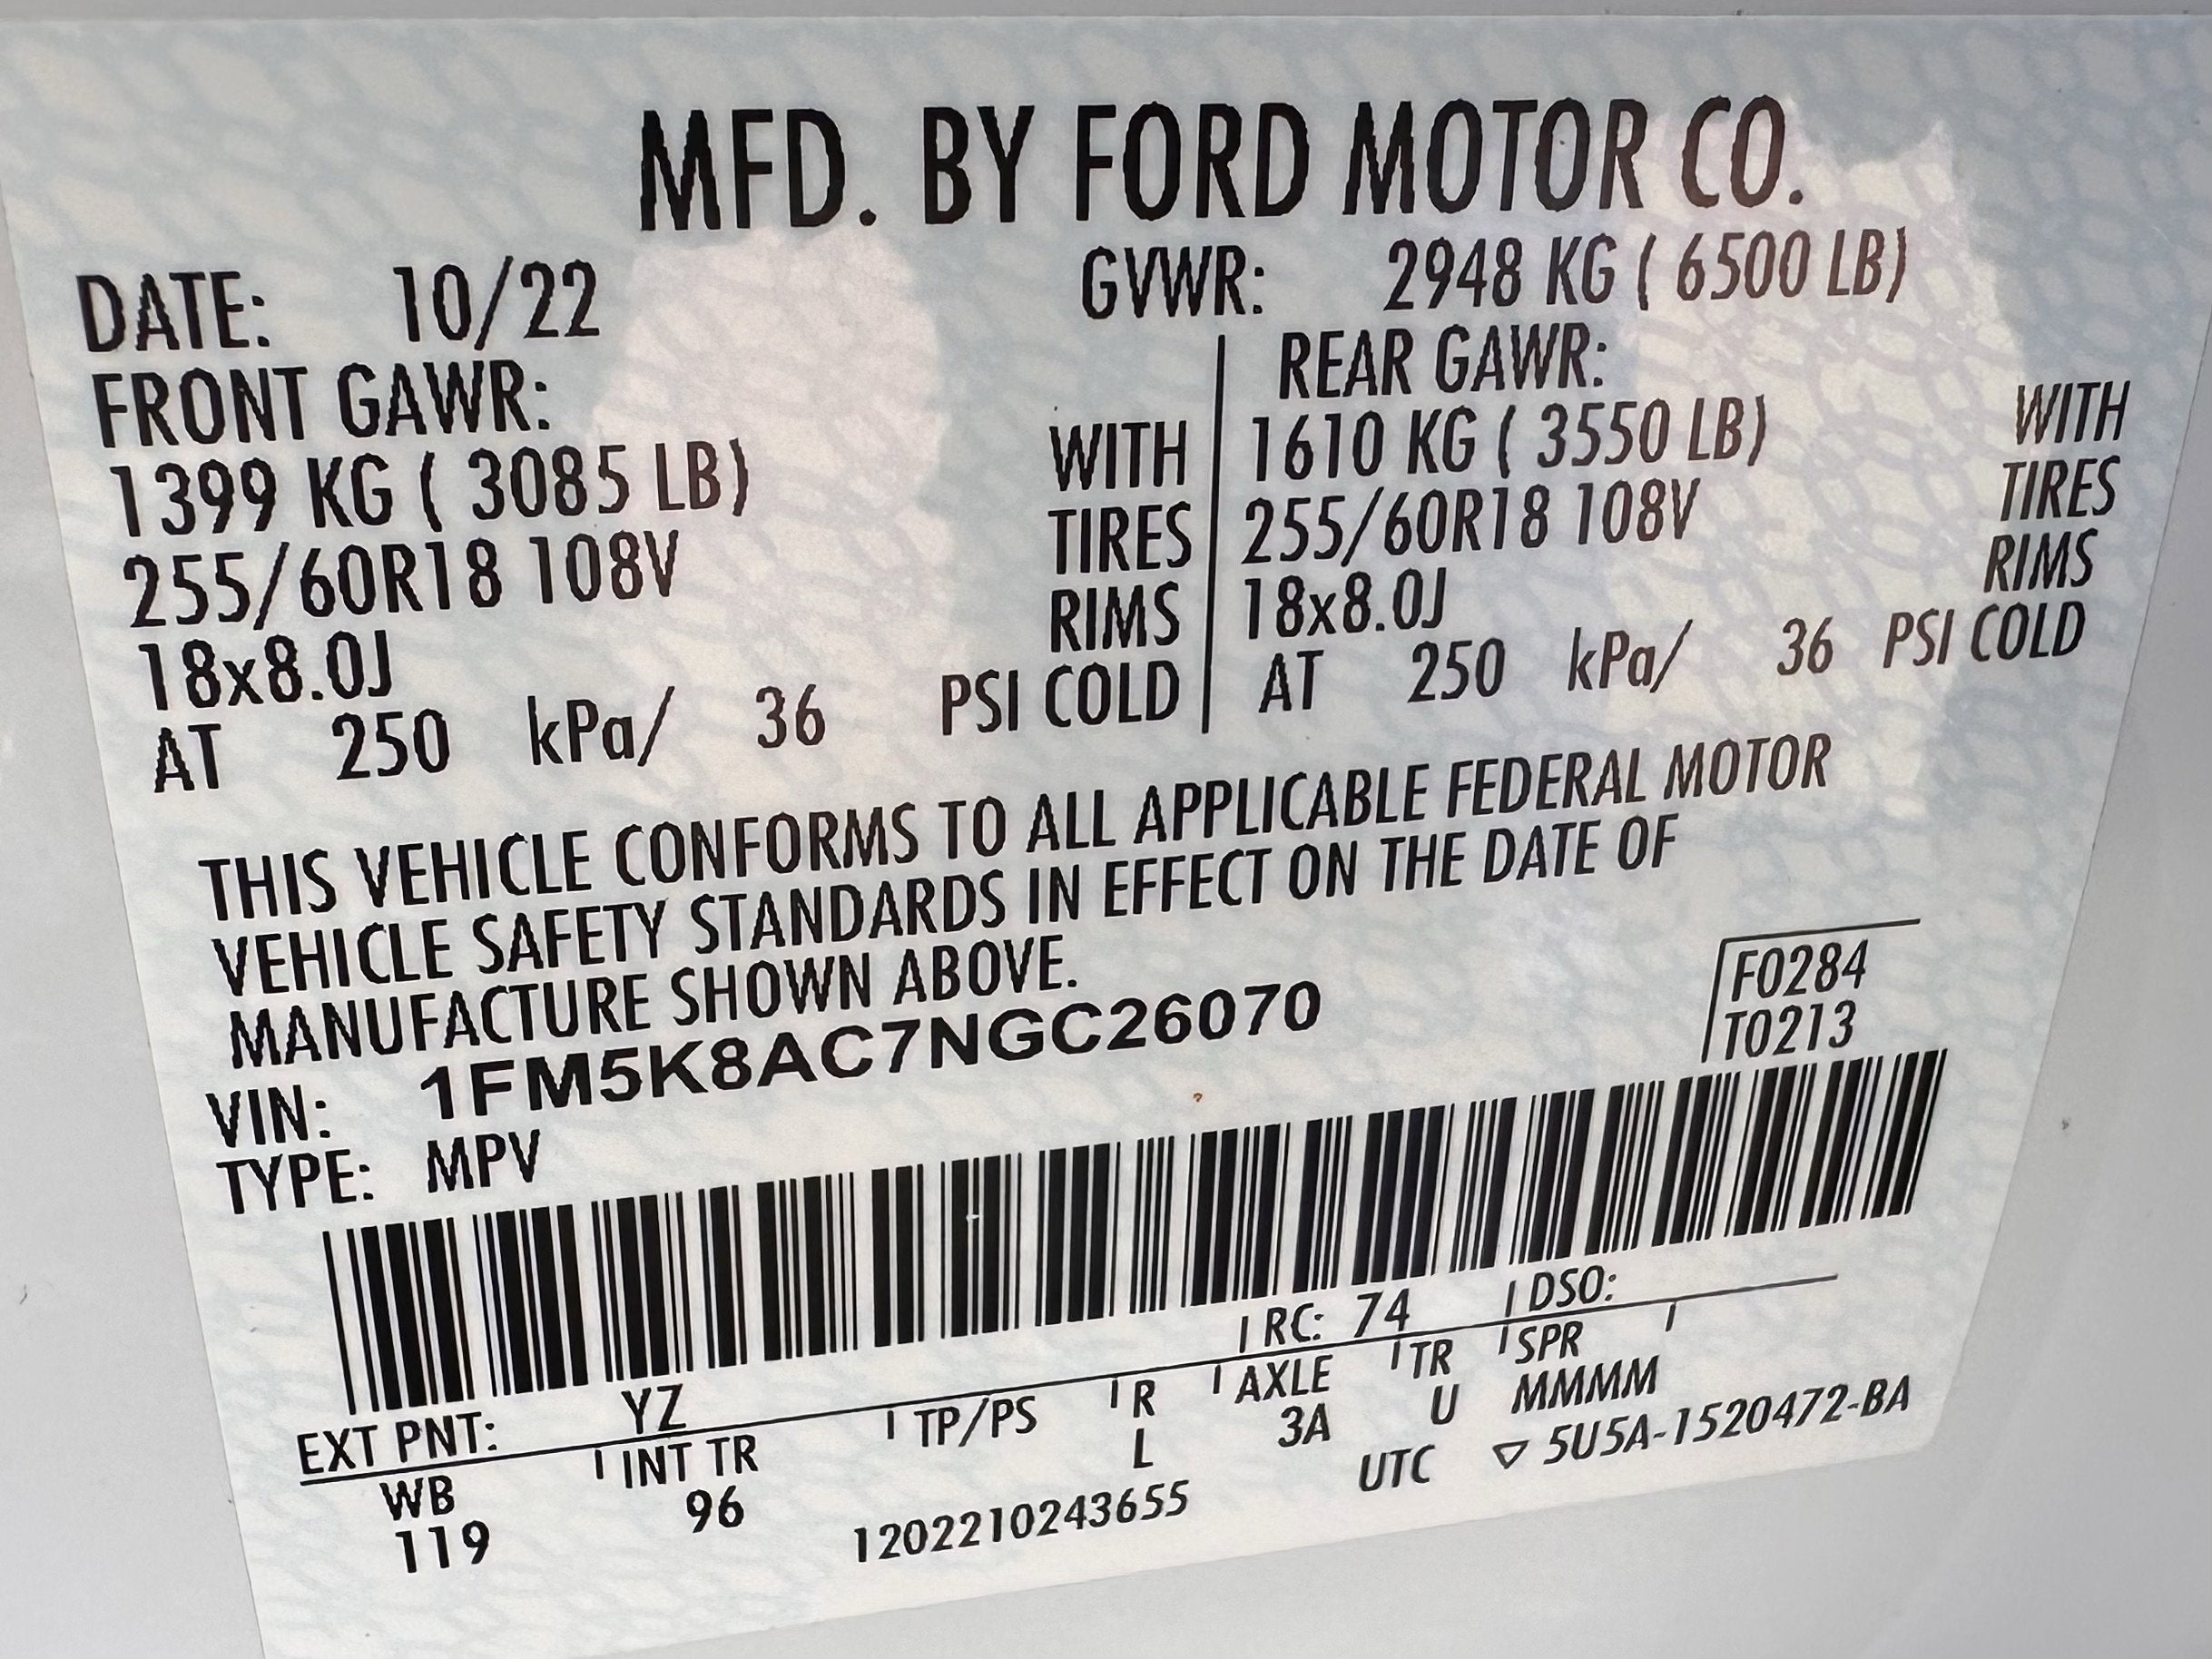 MFD. BY FORD MOTOR CO.
DATE: 10/22 GVWR: 2948 KG ( 6500 LB)
FRONT GAWR: REAR GAWR:
1399 KG ( 3085 LB) WITH 1610 KG ( 3550 LB) WITH
255/60R18 108V TIRES 255/60R18 108V TIRES
18x8.0J RIMS 18x8.0J RIMS
AT 250 kPa/ 36 PSI COLD AT 250 kPa/ 36 PSI COLD
THIS VEHICLE CONFORMS TO ALL APPLICABLE FEDERAL MOTOR
VEHICLE SAFETY STANDARDS IN EFFECT ON THE DATE OF
MANUFACTURE SHOWN ABOVE.
VIN: 1FM5K8AC7NGC26070
F0284
T0213
TYPE: MPV
EXT PNT: YZ RC: 74 DSO:
WB INT TR TP/PS R AXLE TR SPR
119 96 L 3A U MMMM
1202210243655 UTC ▽ 5U5A-1520472-BA